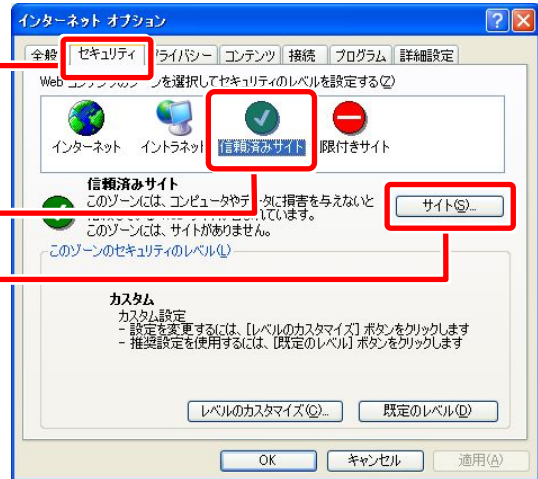 インターネット オプション
全般 セキュリティ プライバシー コンテンツ 接続 プログラム 詳細設定
Web を選択してセキュリティのレベルを設定する(Z)
インターネット イントラネット 信頼済みサイト 限付きサイト
信頼済みサイト
このゾーンには、コンピュータやデータに損害を与えないと
サイト(S)...
います。
このゾーンには、サイトがありません。
このゾーンのセキュリティのレベル(L)
カスタム
カスタム設定
- 設定を変更するには、[レベルのカスタマイズ] ボタンをクリックします
- 推奨設定を使用するには、[既定のレベル] ボタンをクリックします
レベルのカスタマイズ(C)... 既定のレベル(D)
OK キャンセル 適用(A)